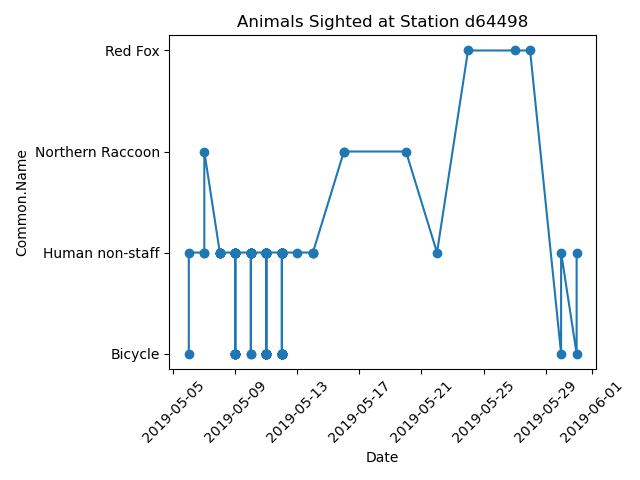 Animals Sighted at Station d64498
Red Fox
Northern Raccoon
Human non-staff
Bicycle
Common.Name
2019-05-05
2019-05-09
2019-05-13
2019-05-17
2019-05-21
2019-05-25
2019-05-29
2019-06-01
Date